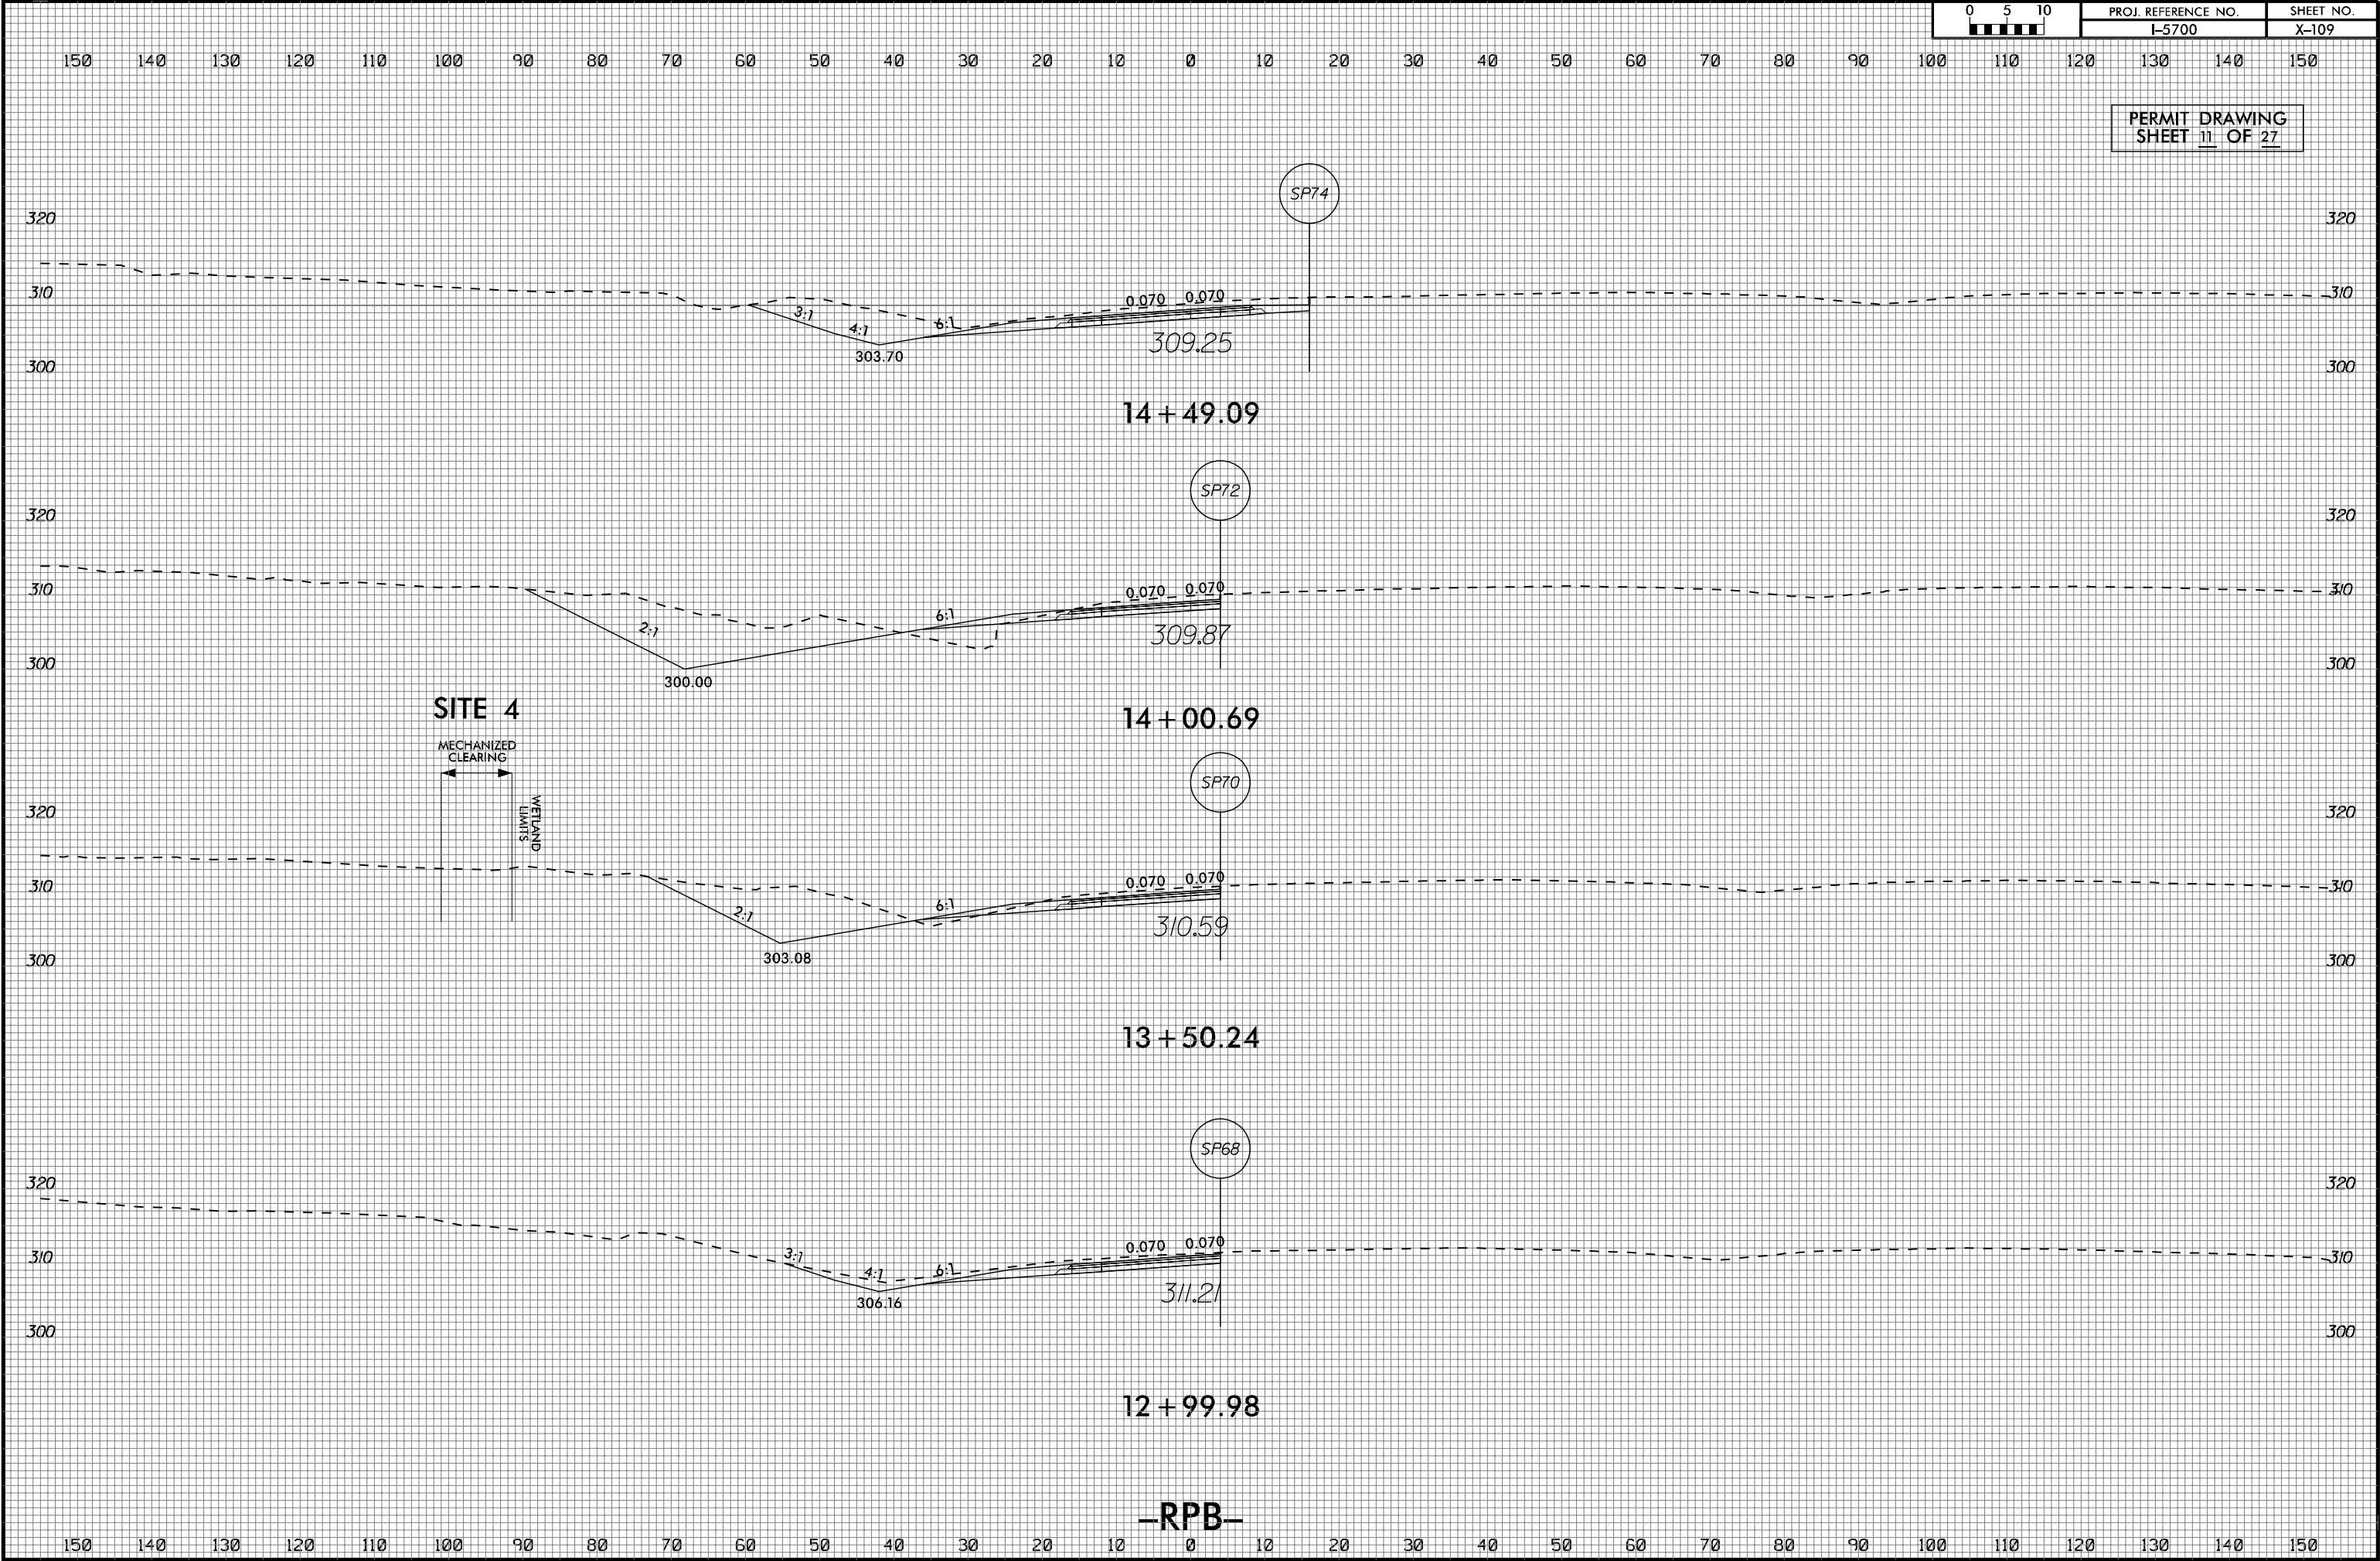 0 5 10
PROJ. REFERENCE NO. SHEET NO.
I–5700 X–109
150 140 130 120 110 100 90 80 70 60 50 40 30 20 10 0 10 20 30 40 50 60 70 80 90 100 110 120 130 140 150
PERMIT DRAWING
SHEET 11 OF 27
SP74
320 320
310 0.070 0.070 310
3:1 4:1 6:1
309.25
303.70
300 300
14+49.09
SP72
320 320
310 0.070 0.070 310
2:1 6:1
309.87
300 300
300.00
SITE 4
14+00.69
MECHANIZED
CLEARING
SP70
WETLAND
LIMITS
320 320
310 0.070 0.070 310
2:1 6:1
310.59
303.08
300 300
13+50.24
SP68
320 320
310 0.070 0.070 310
3:1 4:1 6:1
311.21
306.16
300 300
12+99.98
–RPB–
150 140 130 120 110 100 90 80 70 60 50 40 30 20 10 0 10 20 30 40 50 60 70 80 90 100 110 120 130 140 150